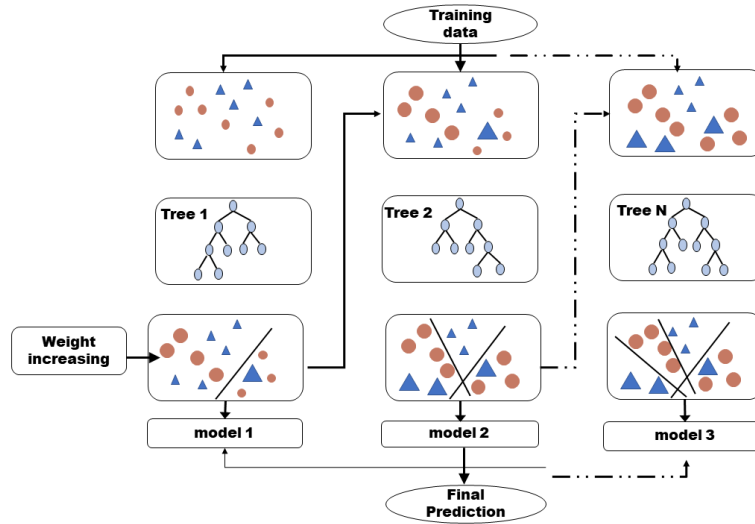 Training
data
Tree 1
Tree 2
Tree N
Weight
increasing
model 1
model 2
model 3
Final
Prediction